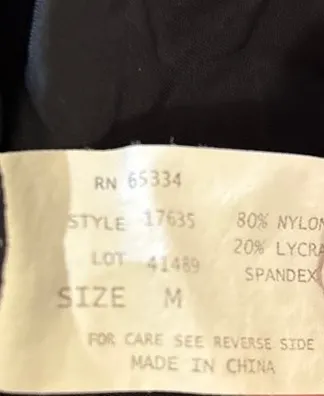 RN 65334
STYLE 17635 80% NYLON
LOT 41489 20% LYCRA
SPANDEX
SIZE M
FOR CARE SEE REVERSE SIDE
MADE IN CHINA